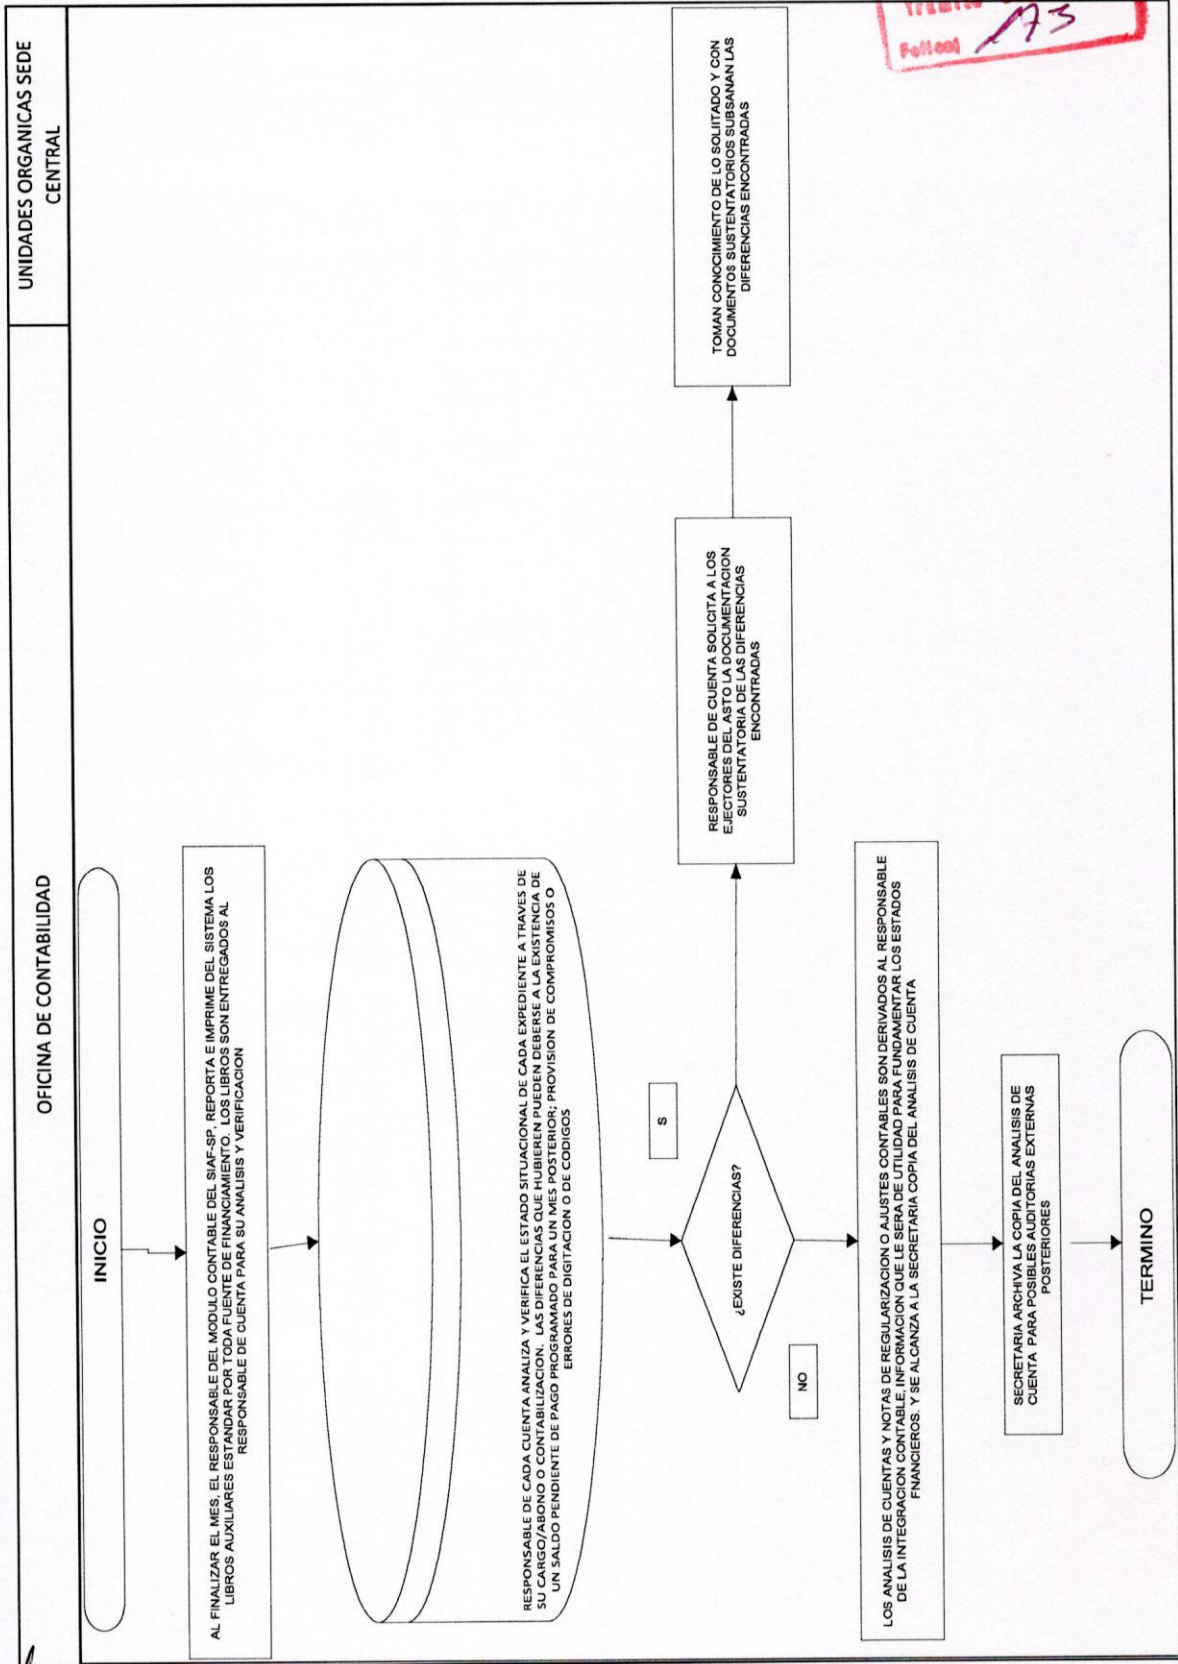 OFICINA DE CONTABILIDAD
UNIDADES ORGANICAS SEDE
CENTRAL
INICIO
AL FINALIZAR EL MES, EL RESPONSABLE DEL MODULO CONTABLE DEL SIAF-SP, REPORTA E IMPRIME DEL SISTEMA LOS
LIBROS AUXILIARES ESTANDAR POR TODA FUENTE DE FINANCIAMIENTO. LOS LIBROS SON ENTREGADOS AL
RESPONSABLE DE CUENTA PARA SU ANALISIS Y VERIFICACION
RESPONSABLE DE CADA CUENTA ANALIZA Y VERIFICA EL ESTADO SITUACIONAL DE CADA EXPEDIENTE A TRAVES DE
SU CARGO/ABONO O CONTABILIZACION. LAS DIFERENCIAS QUE HUBIEREN PUEDEN DEBERSE A LA EXISTENCIA DE
UN SALDO PENDIENTE DE PAGO PROGRAMADO PARA UN MES POSTERIOR; PROVISION DE COMPROMISOS O
ERRORES DE DIGITACION O DE CODIGOS
¿EXISTE DIFERENCIAS?
S
RESPONSABLE DE CUENTA SOLICITA A LOS
EJECTORES DEL ASTO LA DOCUMENTACION
SUSTENTATORIA DE LAS DIFERENCIAS
ENCONTRADAS
TOMAN CONOCIMIENTO DE LO SOLIITADO Y CON
DOCUMENTOS SUSTENTATORIOS SUBSANAN LAS
DIFERENCIAS ENCONTRADAS
NO
LOS ANALISIS DE CUENTAS Y NOTAS DE REGULARIZACION O AJUSTES CONTABLES SON DERIVADOS AL RESPONSABLE
DE LA INTEGRACION CONTABLE, INFORMACION QUE LE SERA DE UTILIDAD PARA FUNDAMENTAR LOS ESTADOS
FNANCIEROS. Y SE ALCANZA A LA SECRETARIA COPIA DEL ANALISIS DE CUENTA
SECRETARIA ARCHIVA LA COPIA DEL ANALISIS DE
CUENTA PARA POSIBLES AUDITORIAS EXTERNAS
POSTERIORES
TERMINO
173